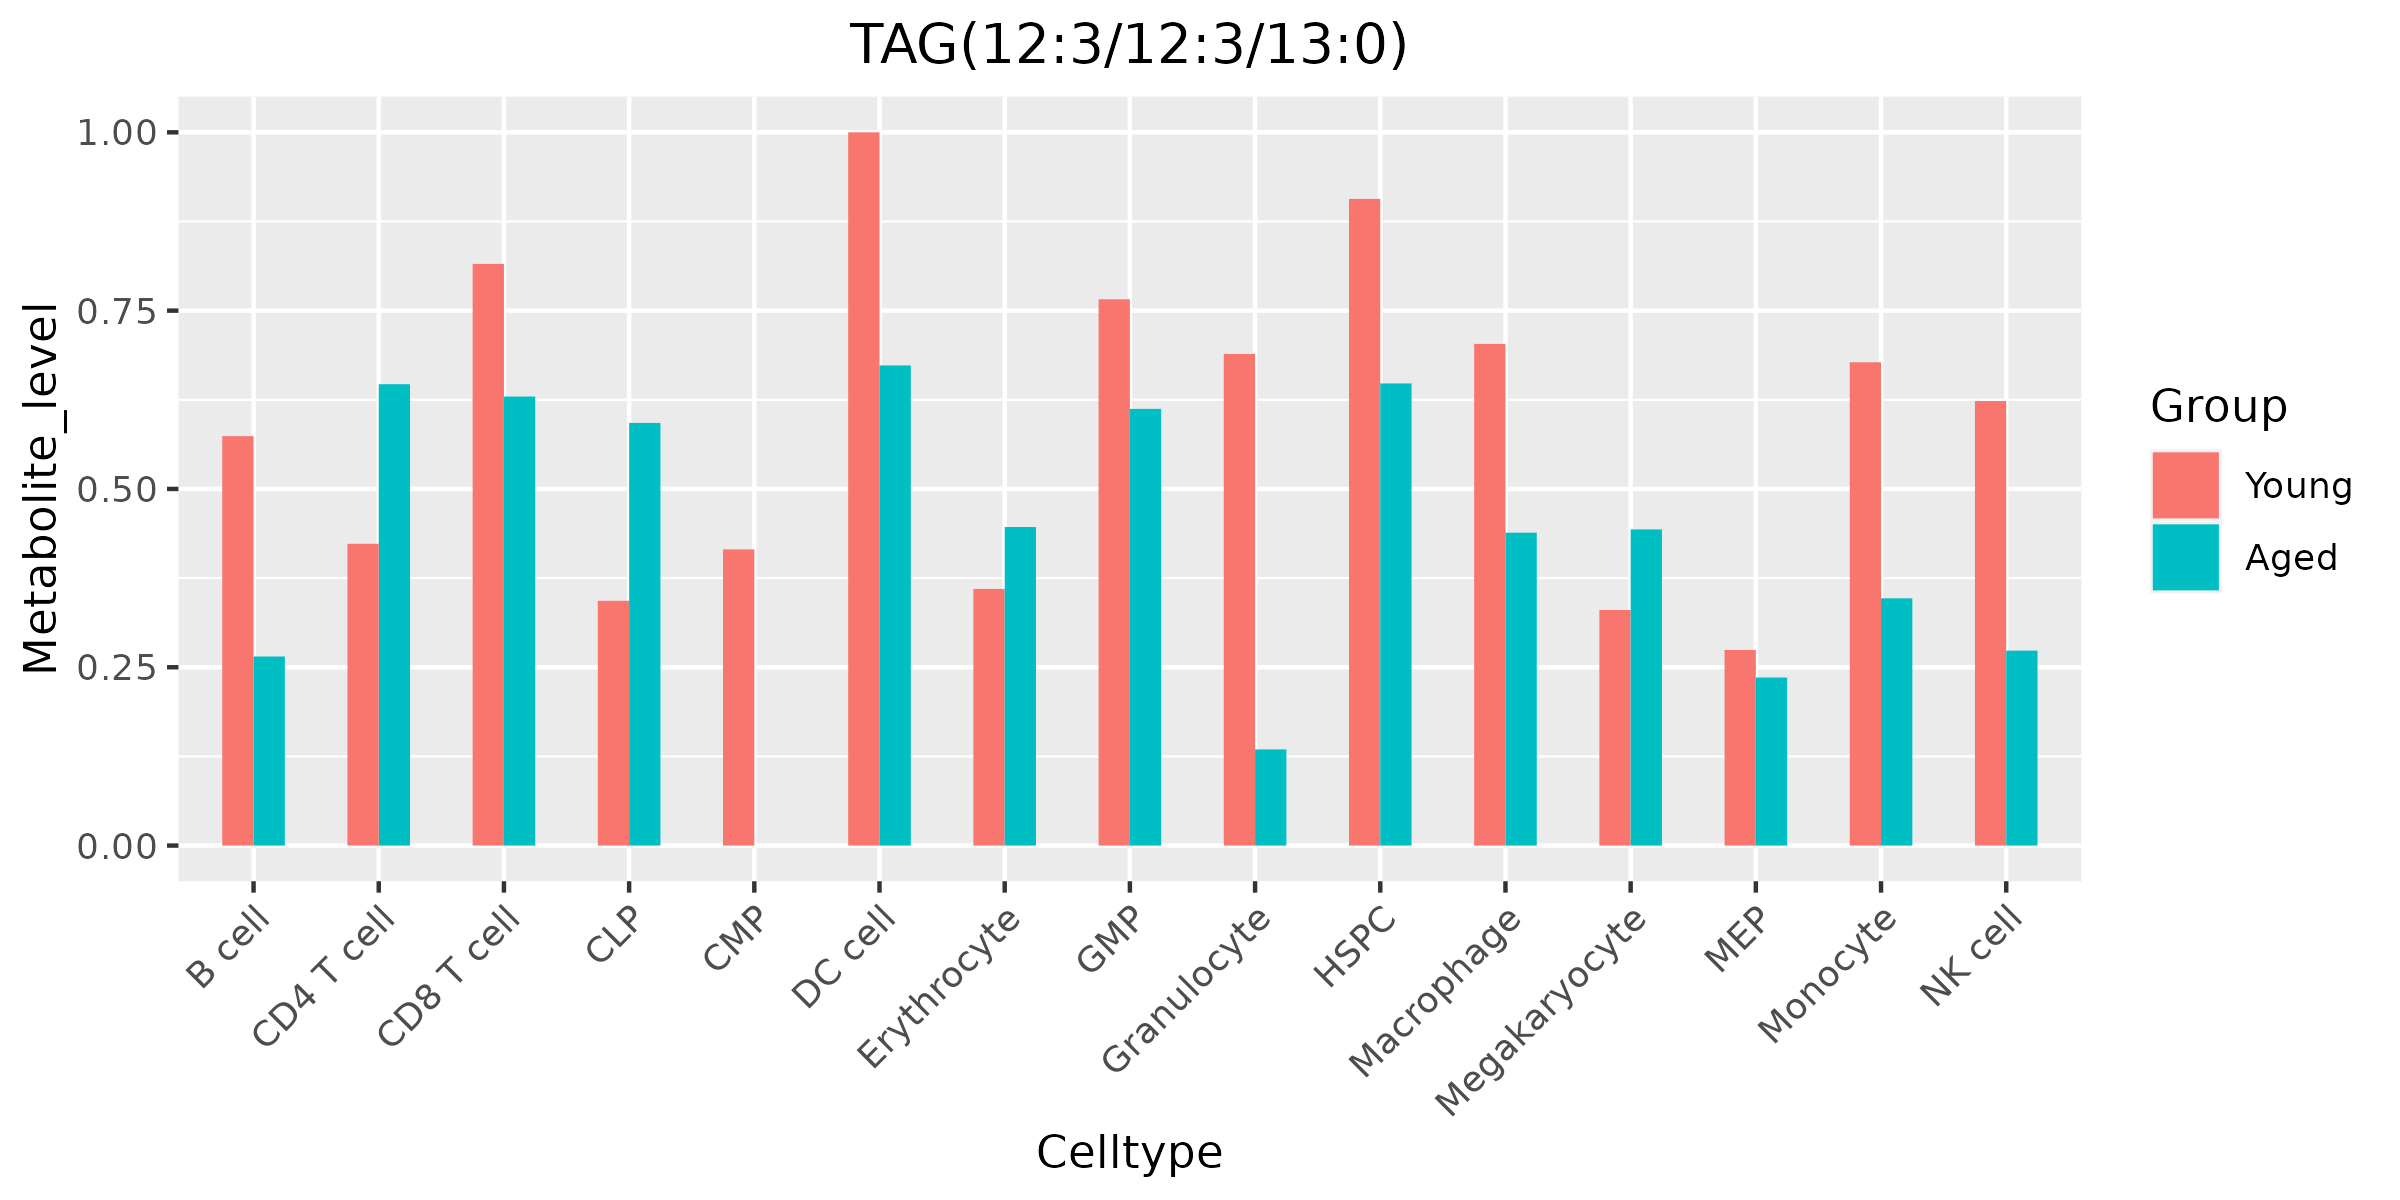 TAG(12:3/12:3/13:0)
Metabolite_level
1.00
0.75
0.50
0.25
0.00
B cell
CD4 T cell
CD8 T cell
CLP
CMP
DC cell
Erythrocyte
GMP
Granulocyte
HSPC
Macrophage
Megakaryocyte
MEP
Monocyte
NK cell
Celltype
Group
Young
Aged